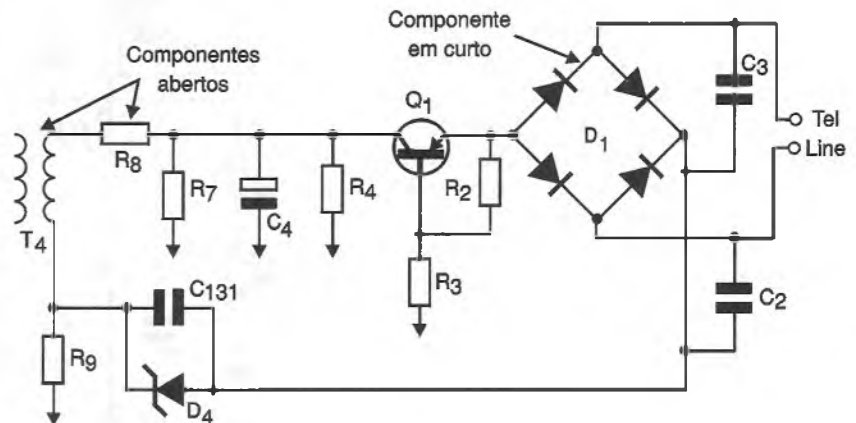 Componentes
abertos
Componente
em curto
Q1
C3
Tel
Line
D1
R8
R7
C4
R4
R2
T4
C131
R3
C2
R9
D4